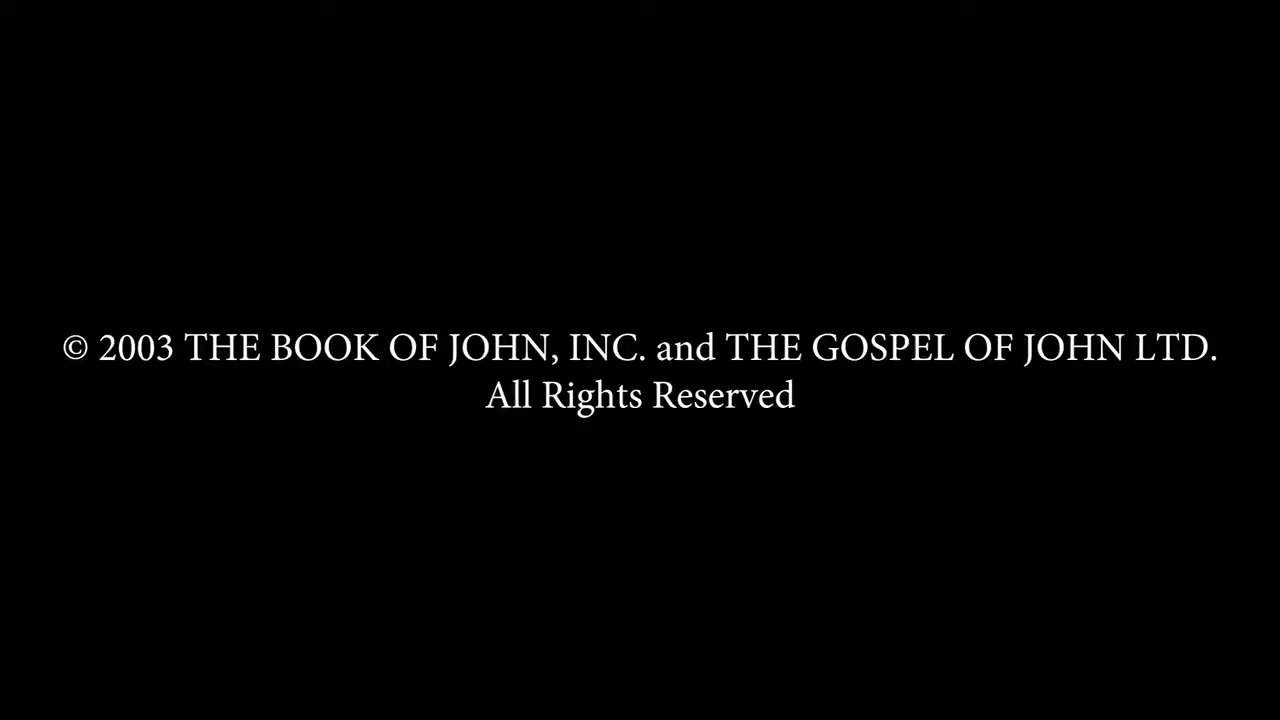 © 2003 THE BOOK OF JOHN, INC. and THE GOSPEL OF JOHN LTD.
All Rights Reserved